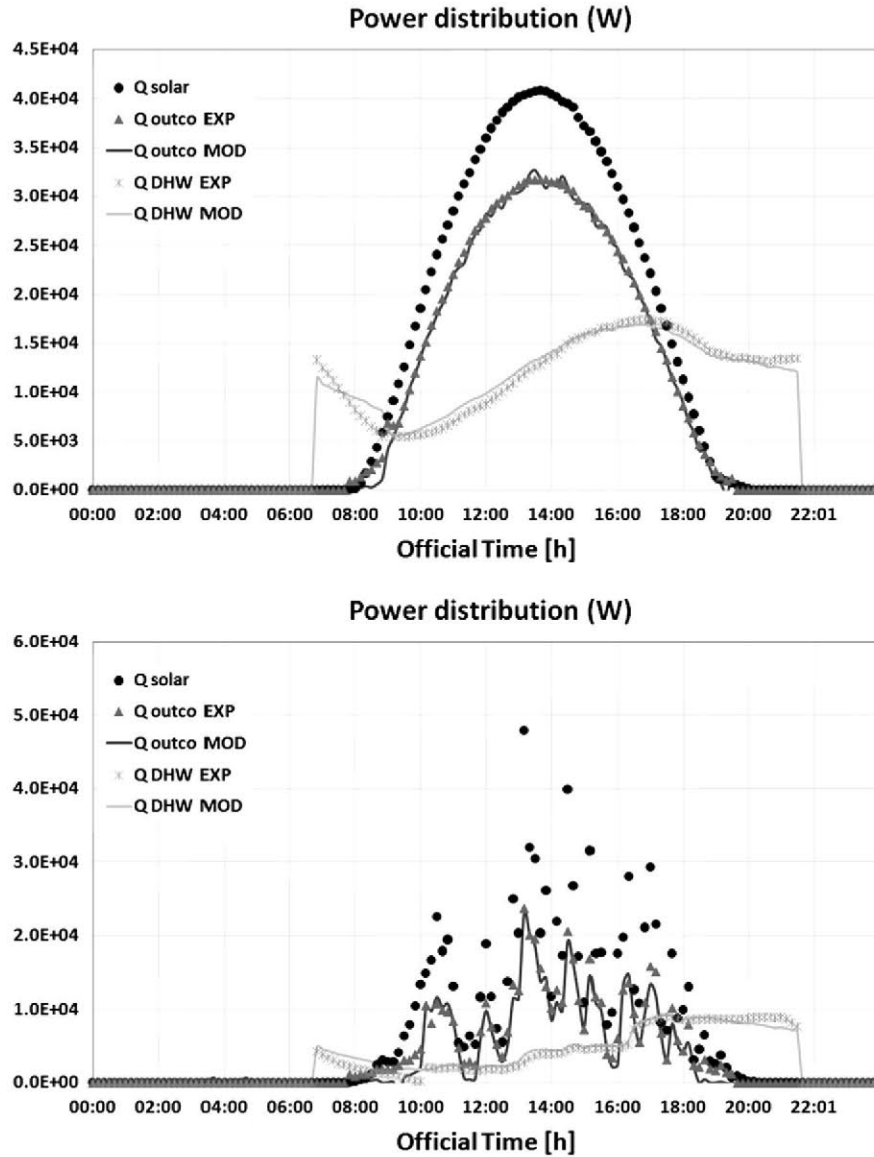 Power distribution (W)
4.5E+04
4.0E+04
3.5E+04
3.0E+04
2.5E+04
2.0E+04
1.5E+04
1.0E+04
5.0E+03
0.0E+00
Q solar
Q outco EXP
Q outco MOD
Q DHW EXP
Q DHW MOD
00:00 02:00 04:00 06:00 08:00 10:00 12:00 14:00 16:00 18:00 20:00 22:01
Official Time [h]
Power distribution (W)
6.0E+04
5.0E+04
4.0E+04
3.0E+04
2.0E+04
1.0E+04
0.0E+00
Q solar
Q outco EXP
Q outco MOD
Q DHW EXP
Q DHW MOD
00:00 02:00 04:00 06:00 08:00 10:00 12:00 14:00 16:00 18:00 20:00 22:01
Official Time [h]